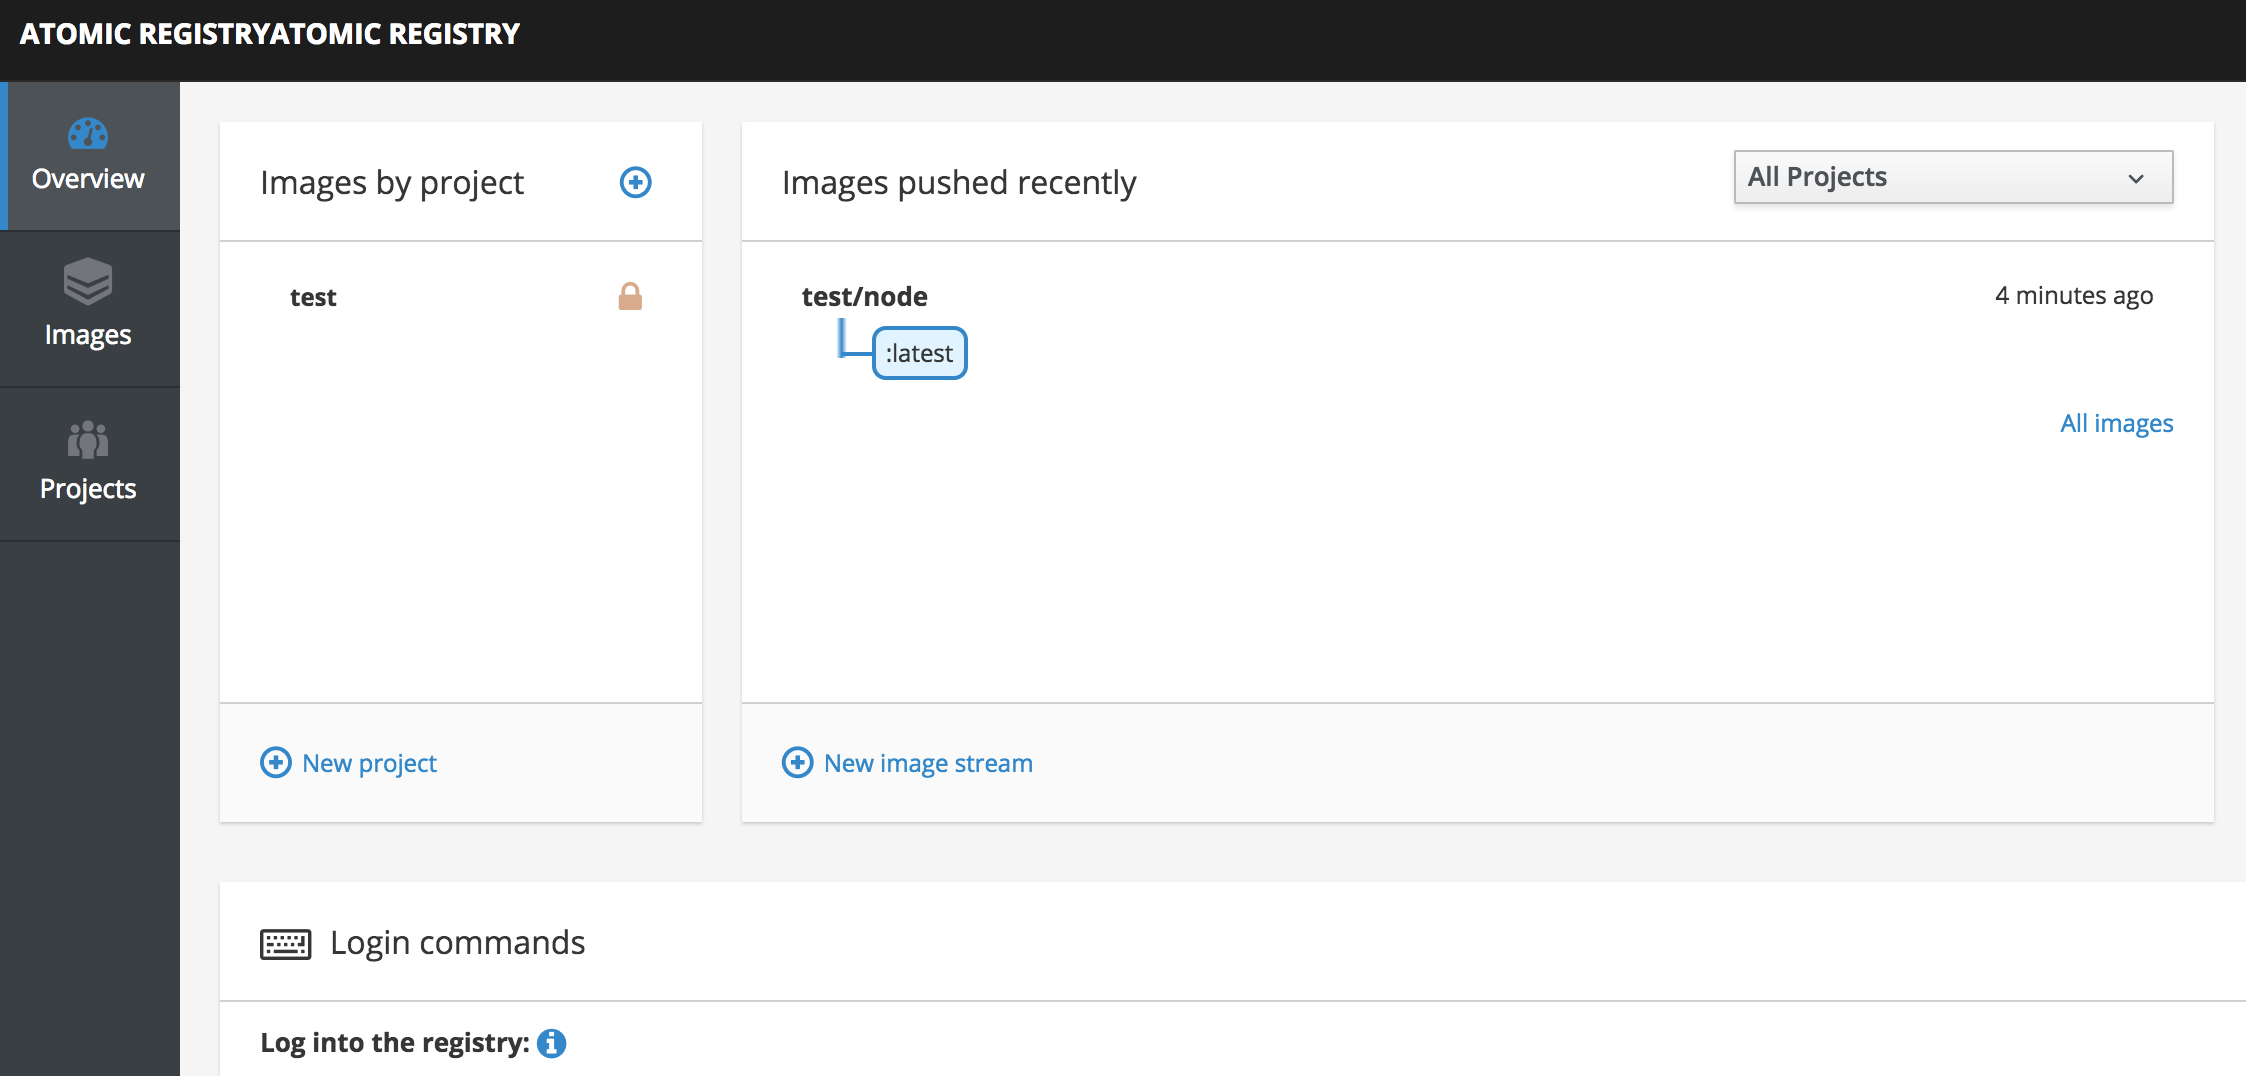 ATOMIC REGISTRYATOMIC REGISTRY
Overview
Images
Projects
Images by project
test
New project
Images pushed recently
All Projects
test/node
4 minutes ago
:latest
All images
New image stream
Login commands
Log into the registry: